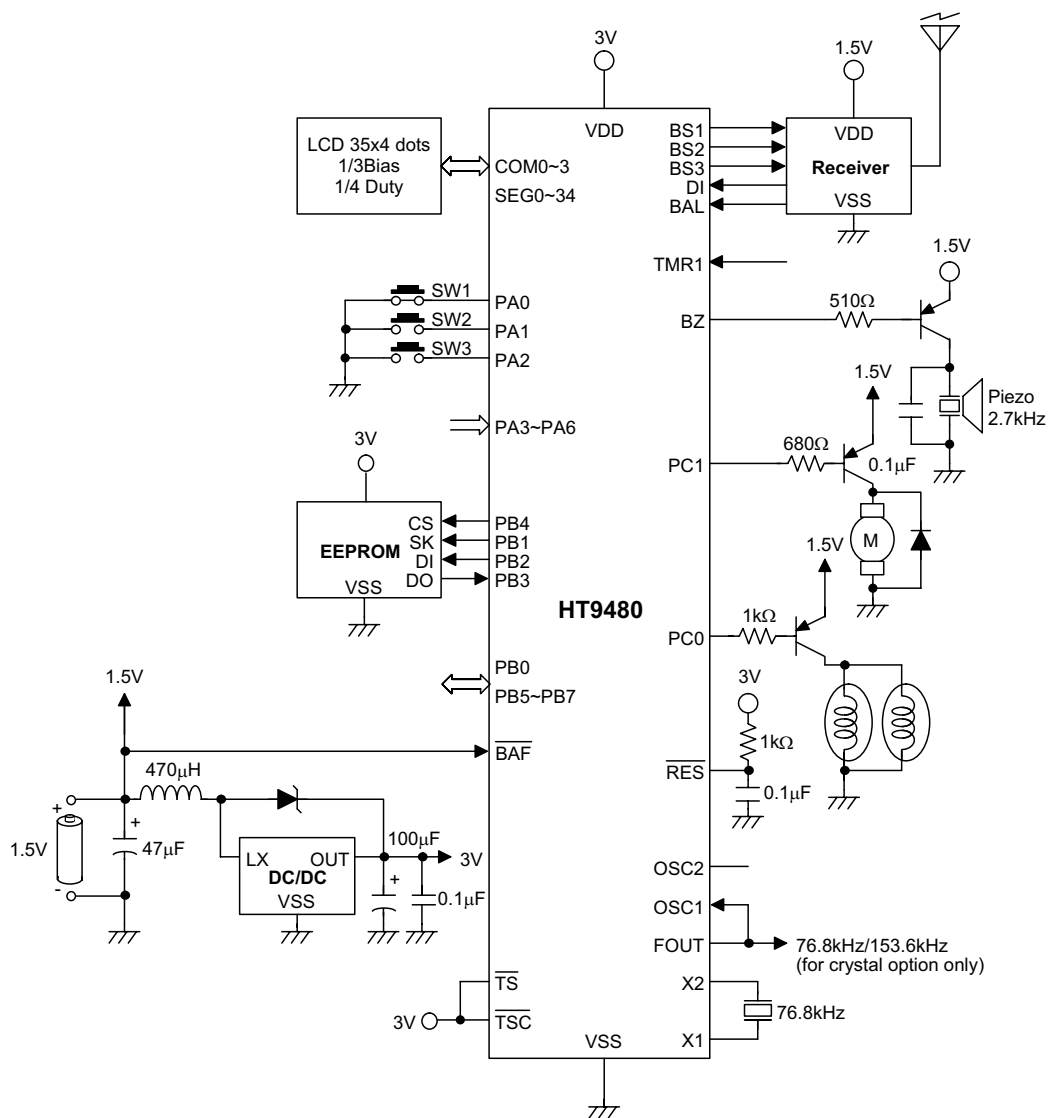 3V
1.5V
LCD 35x4 dots
1/3Bias
1/4 Duty
VDD
COM0~3
SEG0~34
BS1
BS2
BS3
DI
BAL
VDD
Receiver
VSS
TMR1
1.5V
SW1
PA0
SW2
PA1
SW3
PA2
BZ
510Ω
1.5V
Piezo
2.7kHz
PA3~PA6
3V
PC1
680Ω
0.1μF
CS
PB4
EEPROM
SK
PB1
DI
PB2
DO
PB3
VSS
M
1.5V
HT9480
PC0
1kΩ
PB0
PB5~PB7
1.5V
3V
1kΩ
BAF
RES
0.1μF
470μH
+
+
1.5V
47μF
-
LX
OUT
DC/DC
VSS
100μF
3V
+
0.1μF
OSC2
OSC1
FOUT
76.8kHz/153.6kHz
(for crystal option only)
TS
3V
TSC
X2
76.8kHz
X1
VSS